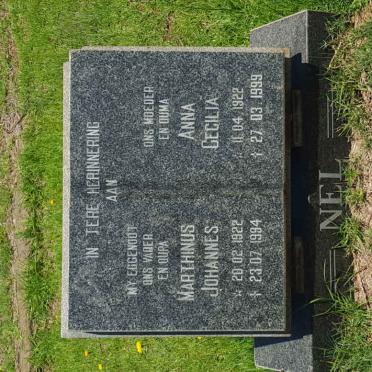 IN TERE HERINNERING
AAN
MY EGGENOOT
ONS VADER
EN OUPA
MARTHINUS
JOHANNES
☆ 20.02.1922
✝ 23.07.1994
ONS MOEDER
EN OUMA
ANNA
CECILIA
☆ 11.04.1922
✝ 27.03.1999
NEL